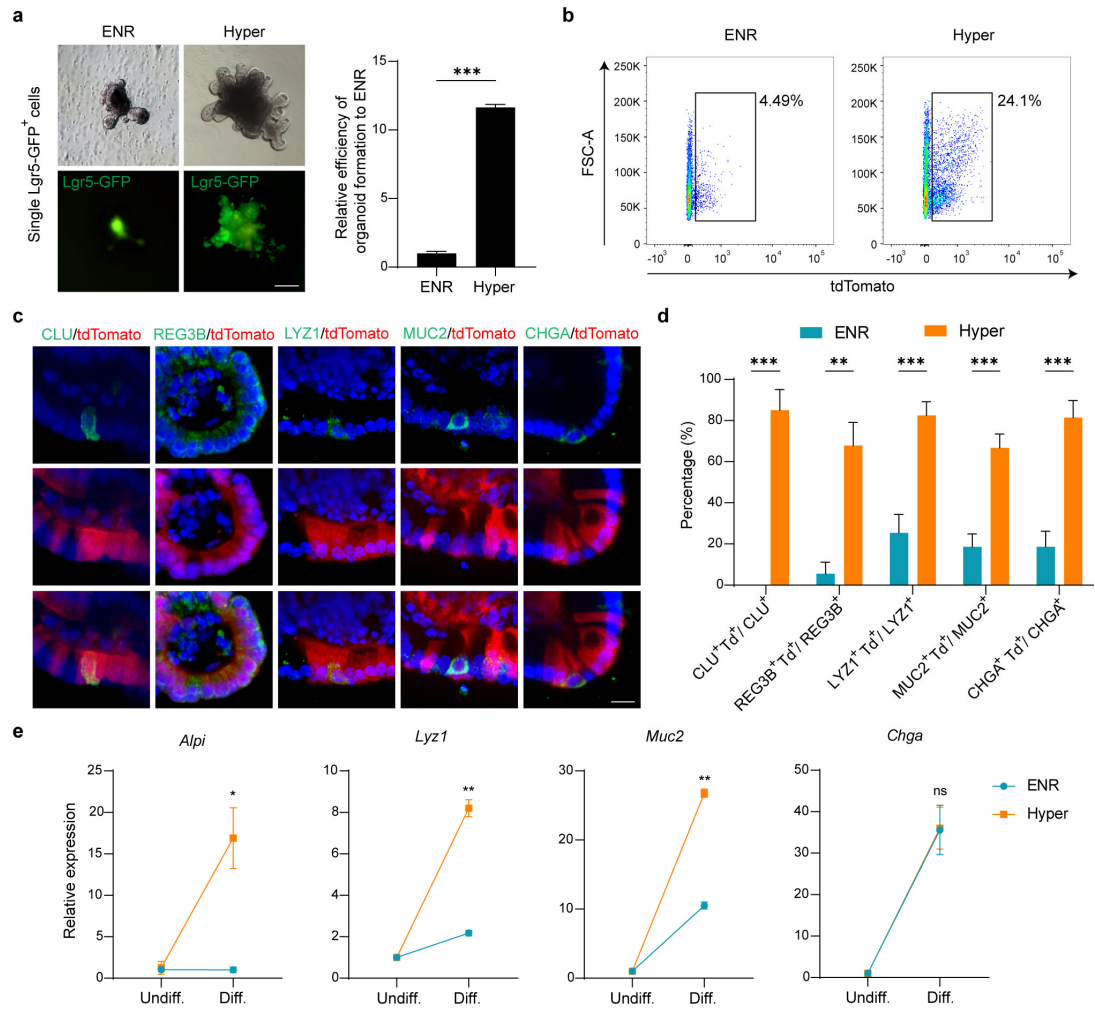 a
ENR
Hyper
Single Lgr5-GFP+ cells
Lgr5-GFP
Lgr5-GFP
Relative efficiency of
organoid formation to ENR
15
10
5
0
***
ENR
Hyper
b
ENR
Hyper
FSC-A
250K
200K
150K
100K
50K
0
4.49%
-10^3
0
10^3
10^4
10^5
250K
200K
150K
100K
50K
0
24.1%
-10^3
0
10^3
10^4
10^5
tdTomato
c
CLU/tdTomato
REG3B/tdTomato
LYZ1/tdTomato
MUC2/tdTomato
CHGA/tdTomato
d
ENR
Hyper
***
**
***
***
***
Percentage (%)
100
80
60
40
20
0
CLU+Td+/ CLU+
REG3B+Td+/ REG3B+
LYZ1+ Td+/ LYZ1+
MUC2+Td+/ MUC2+
CHGA+ Td+/ CHGA+
e
Alpi
Relative expression
25
20
15
10
5
0
*
Undiff.
Diff.
Lyz1
10
8
6
4
2
0
**
Undiff.
Diff.
Muc2
30
20
10
0
**
Undiff.
Diff.
Chga
50
40
30
20
10
0
ns
Undiff.
Diff.
ENR
Hyper